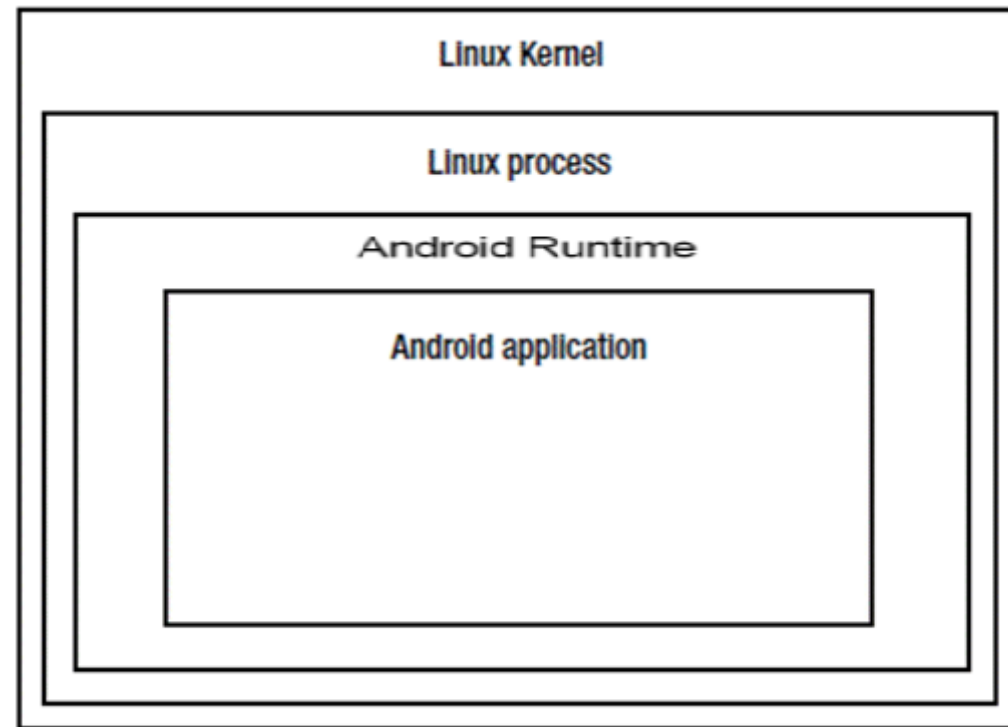 Linux Kernel
Linux process
Android Runtime
Android application